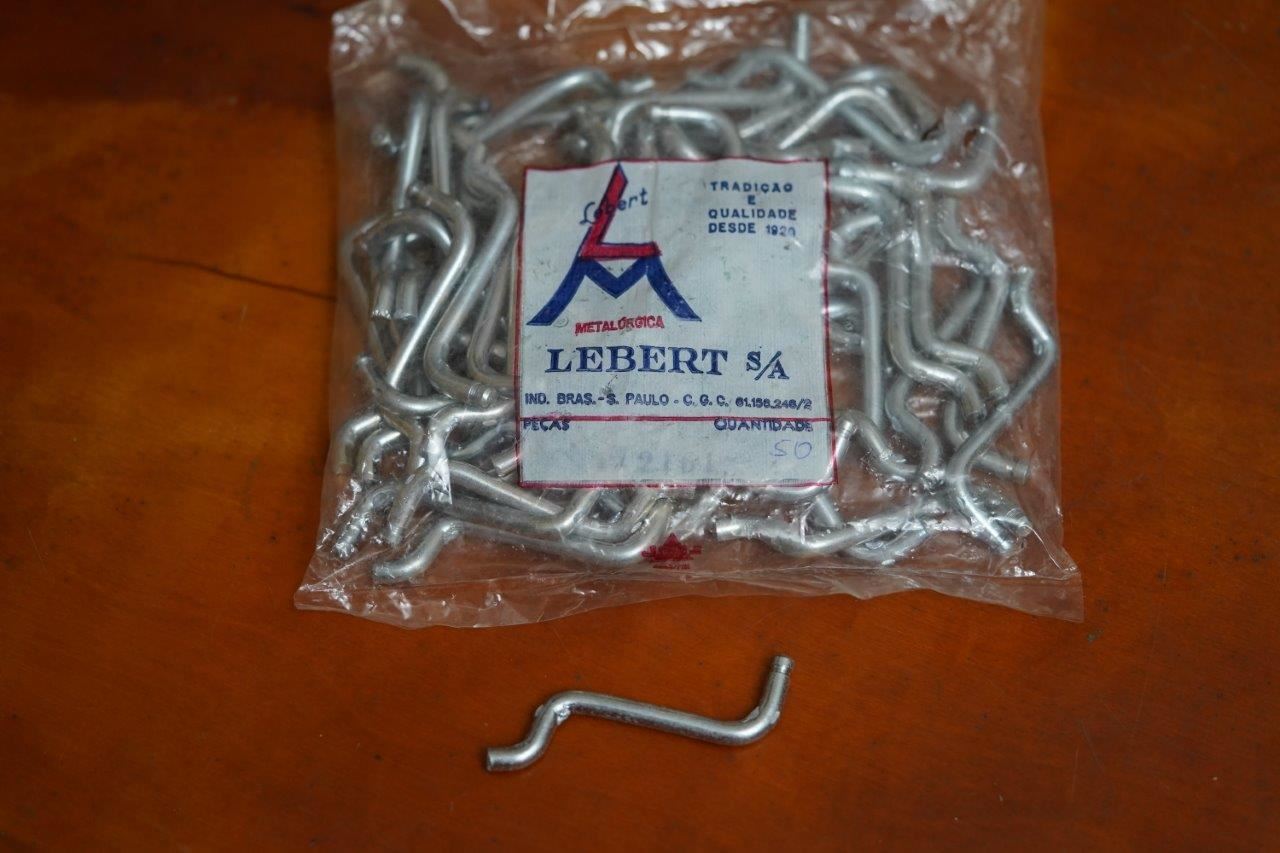 Lebert
TRADIÇÃO
E
QUALIDADE
DESDE 1920
METALÚRGICA
LEBERT S/A
IND. BRAS. - S. PAULO - C. G. C. 61.156.246/2
PEÇAS QUANTIDADE
50